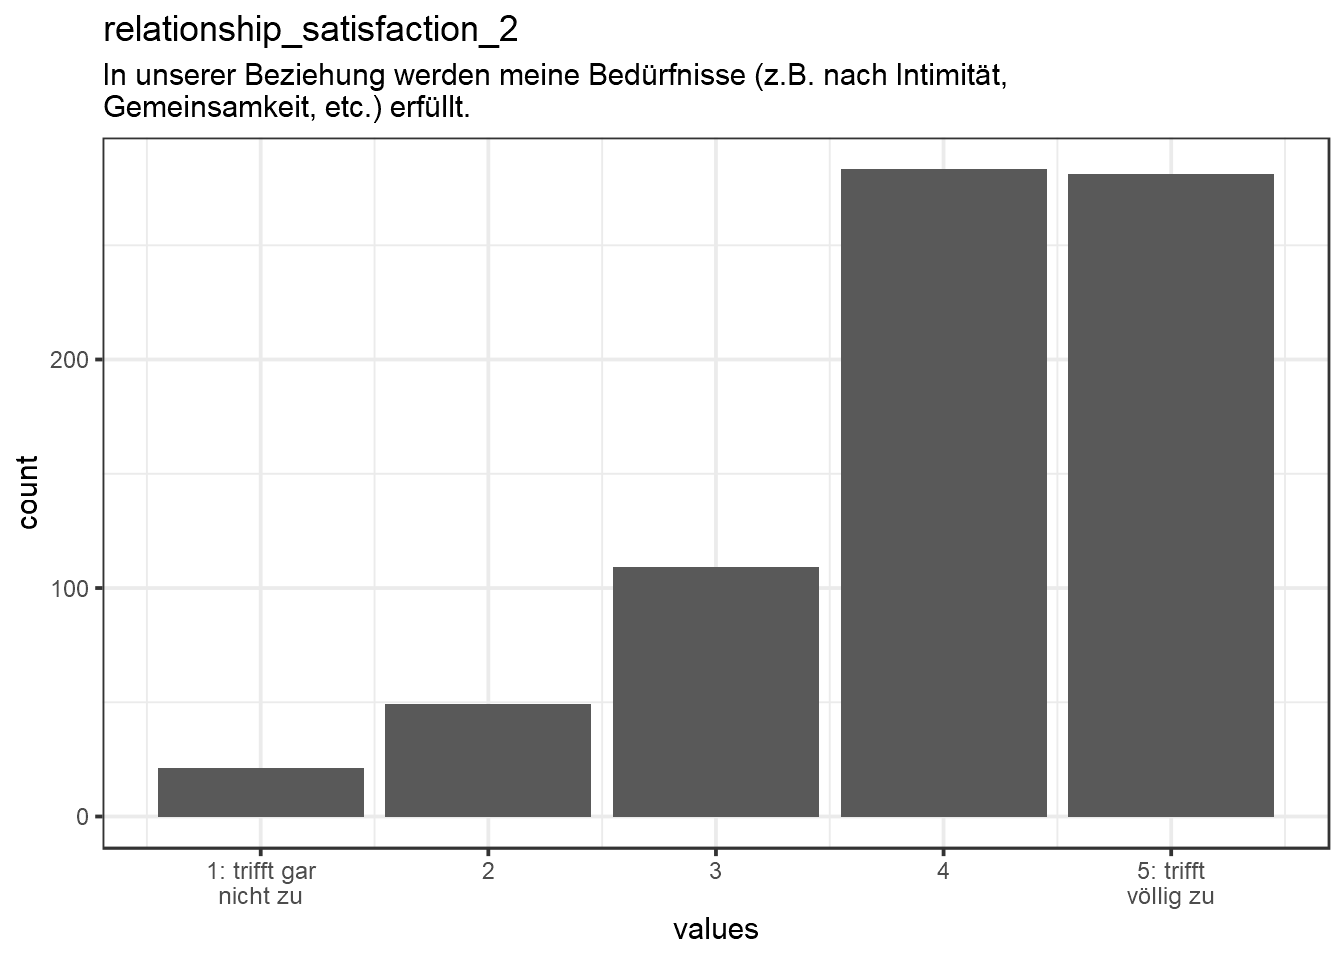 relationship_satisfaction_2
In unserer Beziehung werden meine Bedürfnisse (z.B. nach Intimität,
Gemeinsamkeit, etc.) erfüllt.
count
200
100
0
1: trifft gar
nicht zu
2
3
4
5: trifft
völlig zu
values